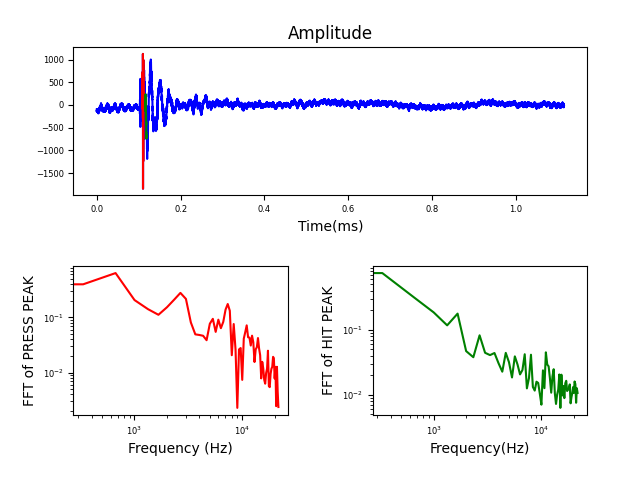 Amplitude
1000
500
0
−500
−1000
−1500
0.0 0.2 0.4 0.6 0.8 1.0
Time(ms)
FFT of PRESS PEAK
10⁻¹
10⁻²
10³ 10⁴
Frequency (Hz)
FFT of HIT PEAK
10⁻¹
10⁻²
10³ 10⁴
Frequency(Hz)